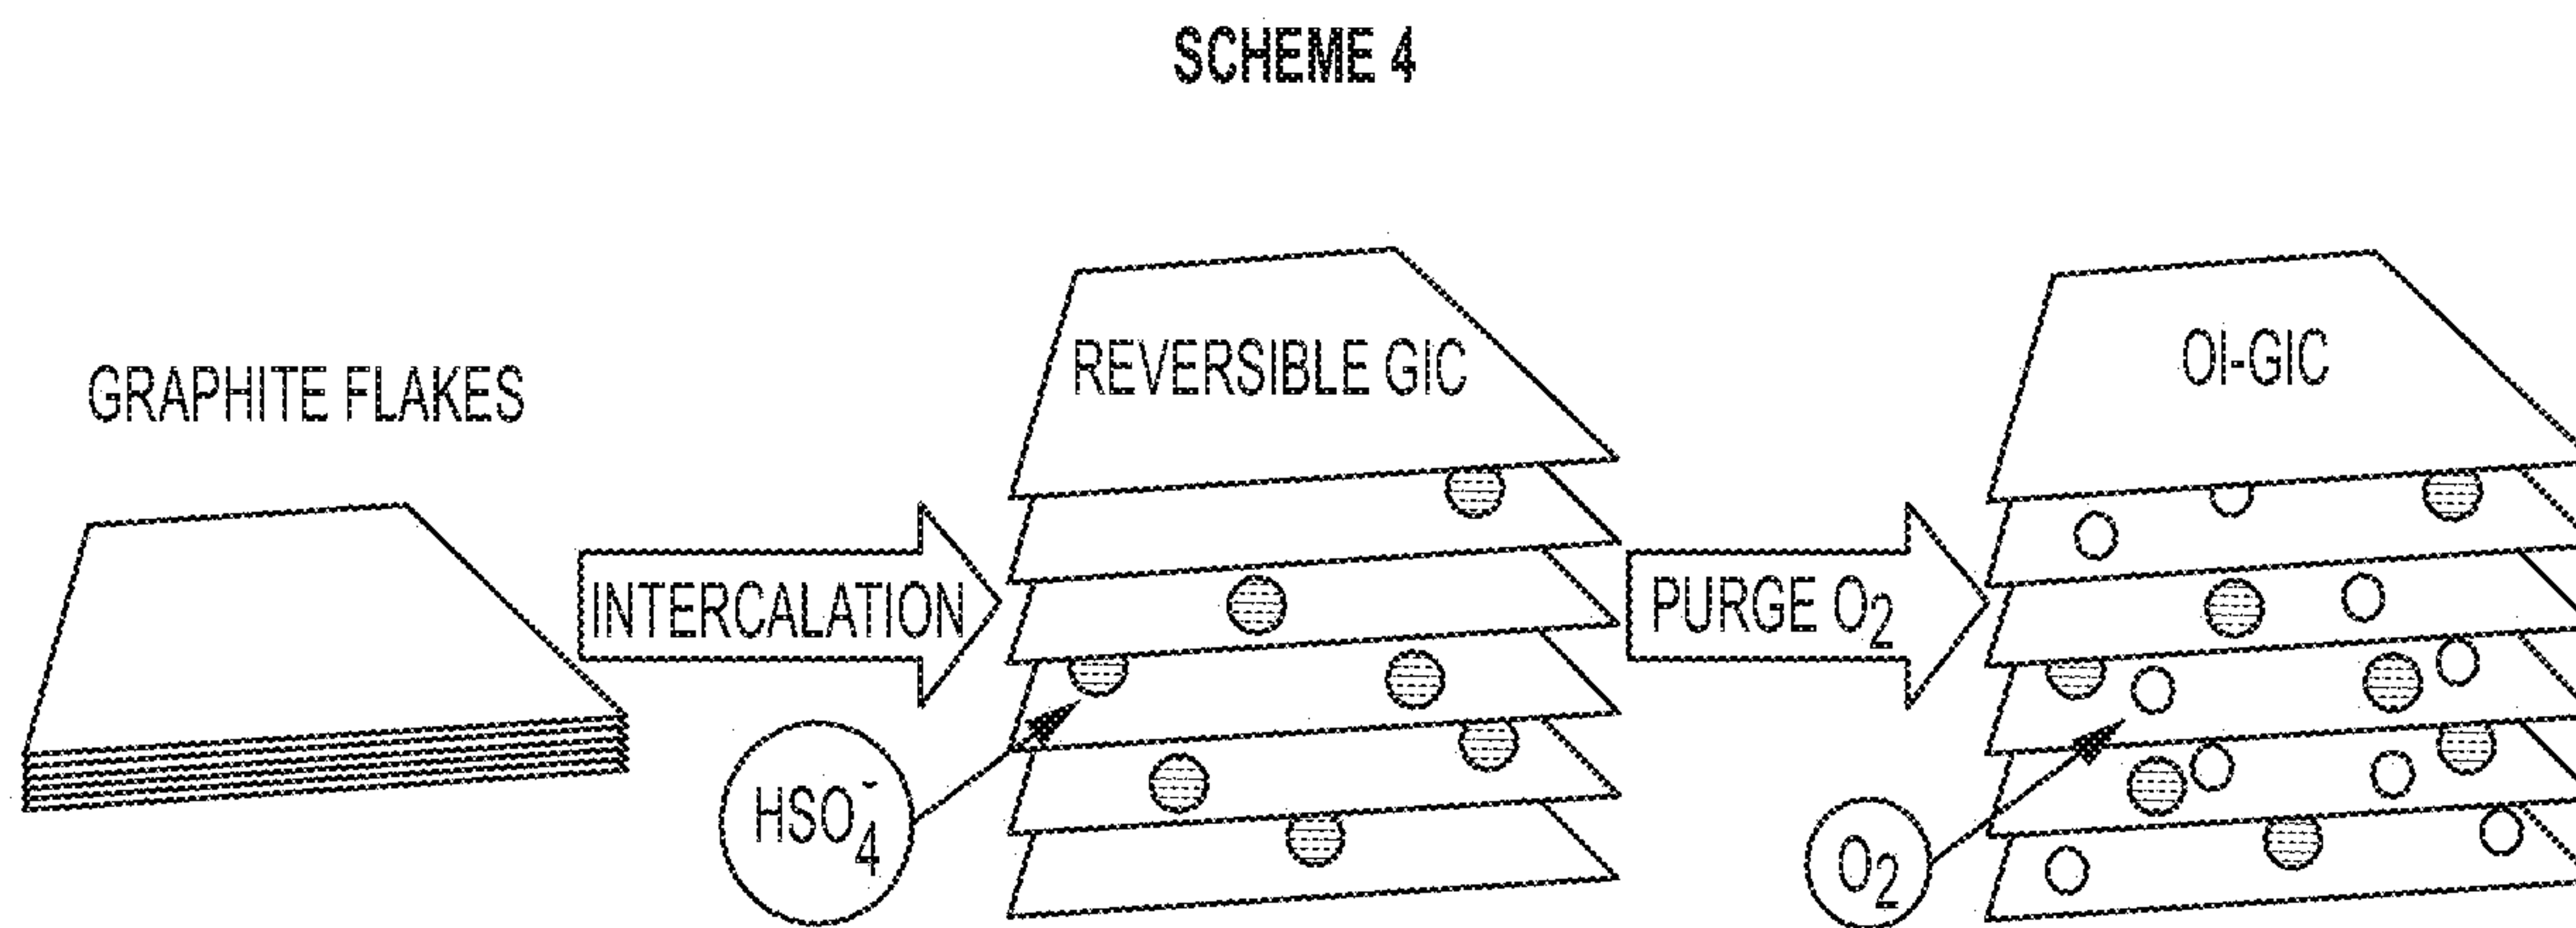 SCHEME 4
GRAPHITE FLAKES
INTERCALATION
REVERSIBLE GIC
HSO₄⁻
PURGE O₂
OI-GIC
O₂